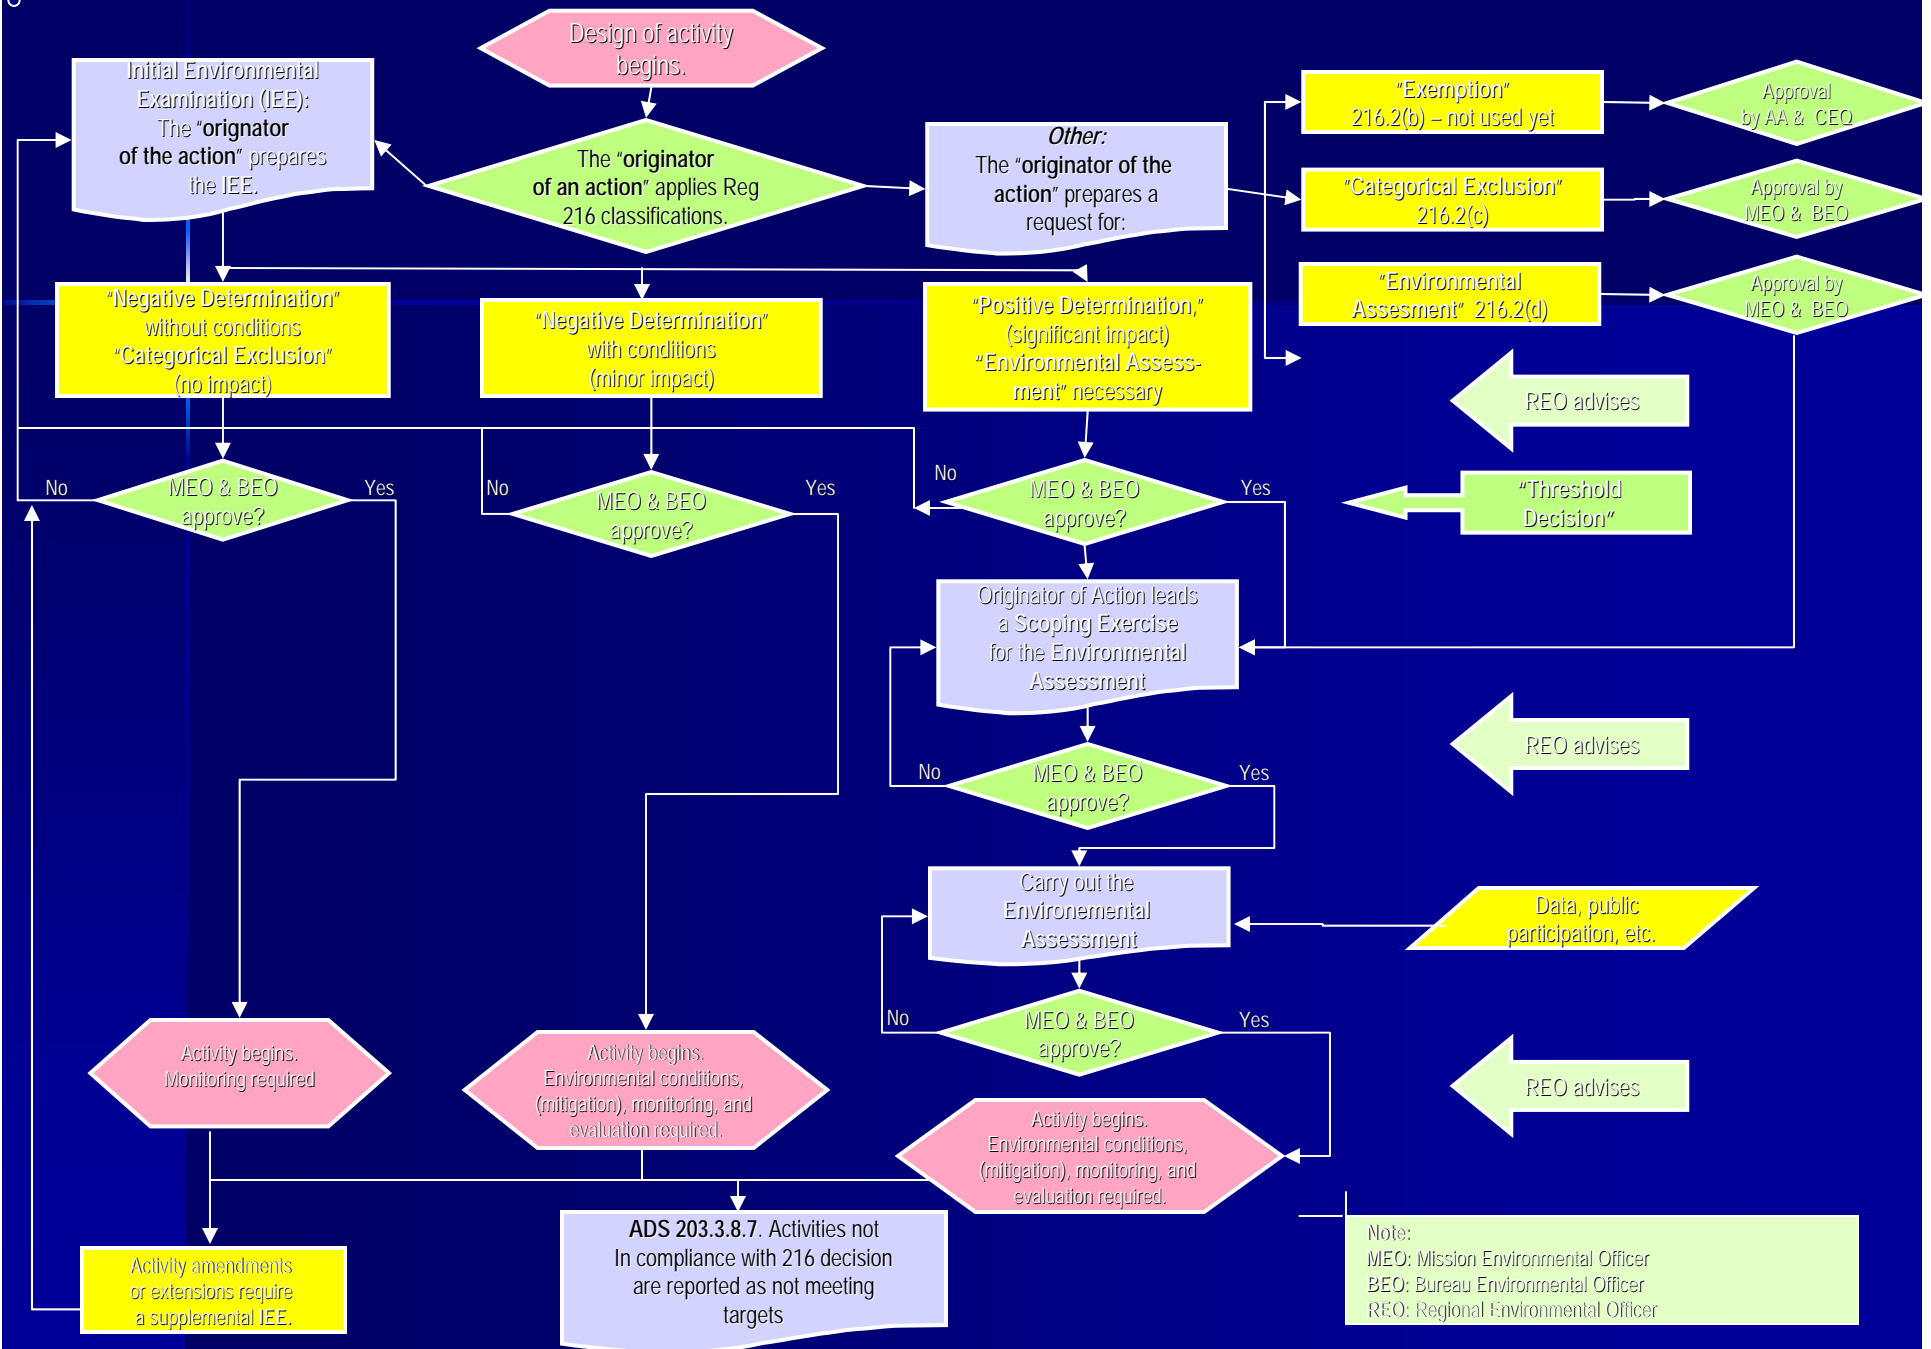 Design of activity
begins.
Initial Environmental
Examination (IEE):
The "orignator
of the action" prepares
the IEE.
The "originator
of an action" applies Reg
216 classifications.
Other:
The "originator of the
action" prepares a
request for:
"Exemption"
216.2(b) – not used yet
Approval
by AA & CEQ
"Categorical Exclusion"
216.2(c)
Approval by
MEO & BEO
"Environmental
Assesment" 216.2(d)
Approval by
MEO & BEO
"Negative Determination"
without conditions
"Categorical Exclusion"
(no impact)
"Negative Determination"
with conditions
(minor impact)
"Positive Determination,"
(significant impact)
"Environmental Assess-
ment" necessary
REO advises
No
MEO & BEO
approve?
Yes
No
MEO & BEO
approve?
Yes
No
MEO & BEO
approve?
Yes
"Threshold
Decision"
Originator of Action leads
a Scoping Exercise
for the Environmental
Assessment
No
MEO & BEO
approve?
Yes
REO advises
Carry out the
Environemental
Assessment
Data, public
participation, etc.
No
MEO & BEO
approve?
Yes
REO advises
Activity begins.
Monitoring required
Activity begins.
Environmental conditions,
(mitigation), monitoring, and
evaluation required.
Activity begins.
Environmental conditions,
(mitigation), monitoring, and
evaluation required.
Activity amendments
or extensions require
a supplemental IEE.
ADS 203.3.8.7. Activities not
In compliance with 216 decision
are reported as not meeting
targets
Note:
MEO: Mission Environmental Officer
BEO: Bureau Environmental Officer
REO: Regional Environmental Officer